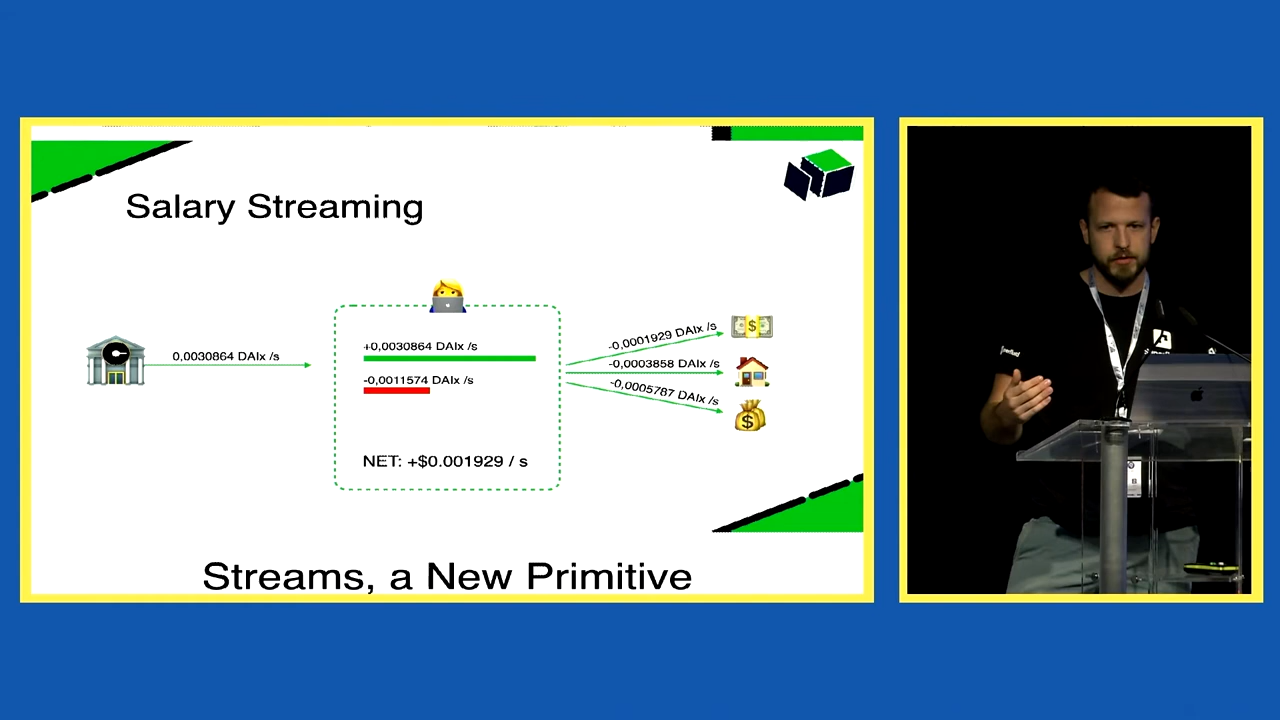 Salary Streaming
0,0030864 DAIx /s
+0,0030864 DAIx /s
-0,0011574 DAIx /s
NET: +$0.001929 / s
-0,0001929 DAIx /s
-0,0003858 DAIx /s
-0,0005787 DAIx /s
Streams, a New Primitive